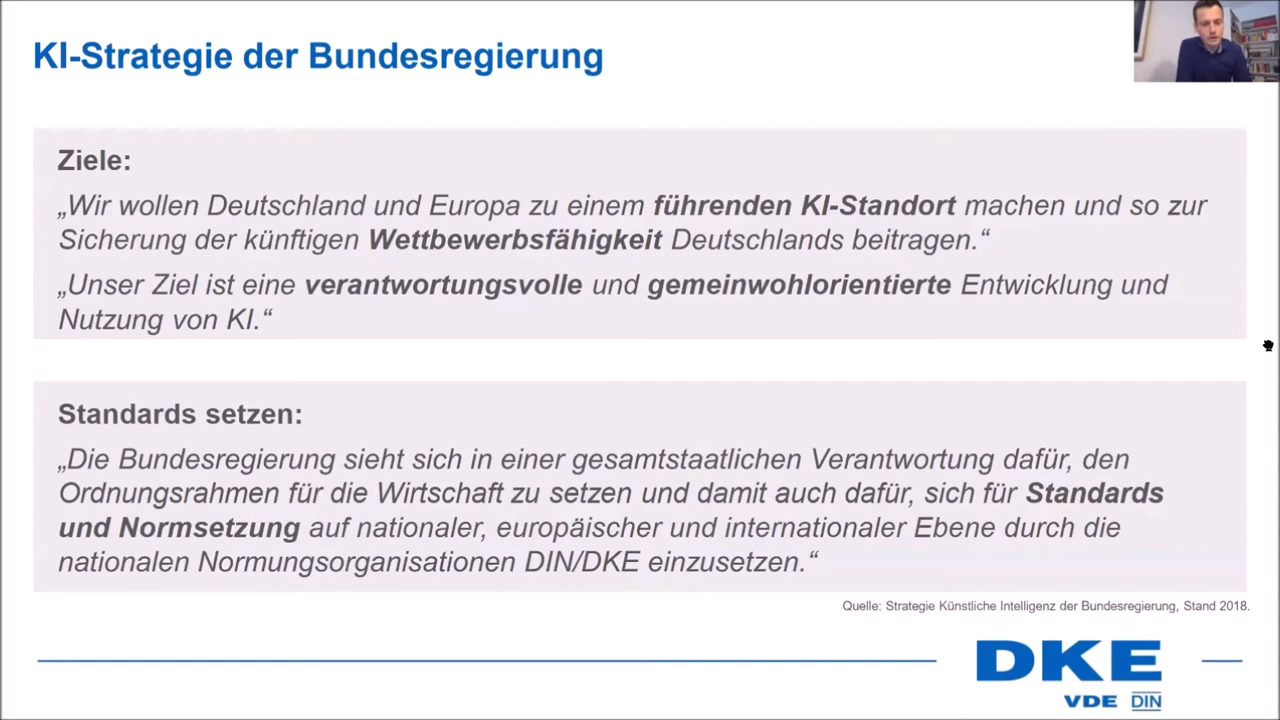 KI-Strategie der Bundesregierung
Ziele:
„Wir wollen Deutschland und Europa zu einem führenden KI-Standort machen und so zur
Sicherung der künftigen Wettbewerbsfähigkeit Deutschlands beitragen.“
„Unser Ziel ist eine verantwortungsvolle und gemeinwohlorientierte Entwicklung und
Nutzung von KI.“
Standards setzen:
„Die Bundesregierung sieht sich in einer gesamtstaatlichen Verantwortung dafür, den
Ordnungsrahmen für die Wirtschaft zu setzen und damit auch dafür, sich für Standards
und Normsetzung auf nationaler, europäischer und internationaler Ebene durch die
nationalen Normungsorganisationen DIN/DKE einzusetzen.“
Quelle: Strategie Künstliche Intelligenz der Bundesregierung, Stand 2018.
DKE
VDE DIN